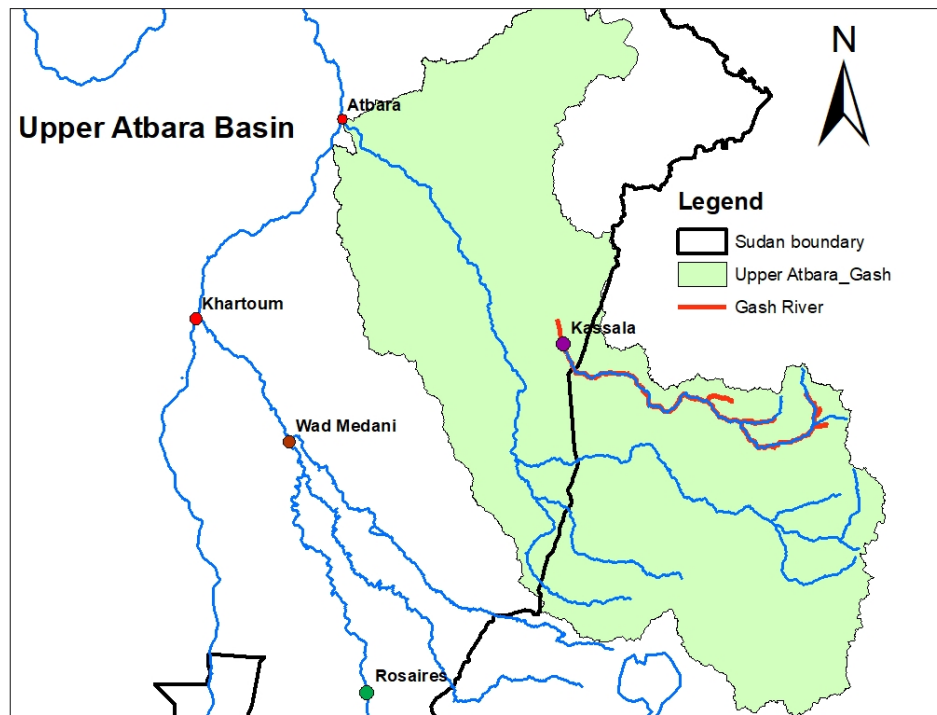 N
Atbara
Upper Atbara Basin
Legend
Sudan boundary
Upper Atbara_Gash
Gash River
Khartoum
Kassala
Wad Medani
Rosaires